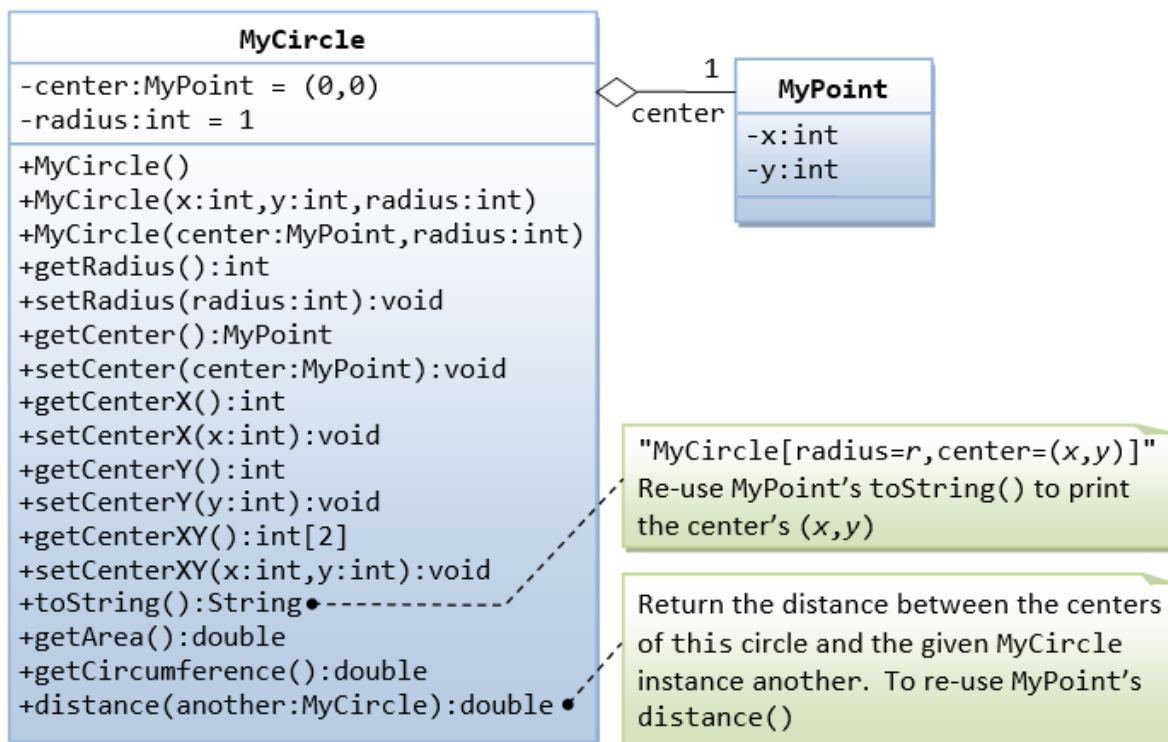 MyCircle
-center:MyPoint = (0,0)
-radius:int = 1
+MyCircle()
+MyCircle(x:int,y:int,radius:int)
+MyCircle(center:MyPoint,radius:int)
+getRadius():int
+setRadius(radius:int):void
+getCenter():MyPoint
+setCenter(center:MyPoint):void
+getCenterX():int
+setCenterX(x:int):void
+getCenterY():int
+setCenterY(y:int):void
+getCenterXY():int[2]
+setCenterXY(x:int,y:int):void
+toString():String
+getArea():double
+getCircumference():double
+distance(another:MyCircle):double
1
center
MyPoint
-x:int
-y:int
"MyCircle[radius=r,center=(x,y)]"
Re-use MyPoint's toString() to print
the center's (x,y)
Return the distance between the centers
of this circle and the given MyCircle
instance another. To re-use MyPoint's
distance()